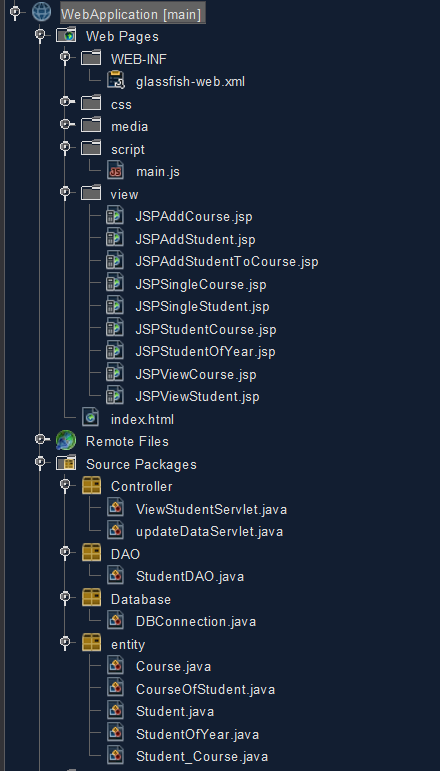 WebApplication [main]
Web Pages
WEB-INF
glassfish-web.xml
css
media
script
main.js
view
JSPAddCourse.jsp
JSPAddStudent.jsp
JSPAddStudentToCourse.jsp
JSPSingleCourse.jsp
JSPSingleStudent.jsp
JSPStudentCourse.jsp
JSPStudentOfYear.jsp
JSPViewCourse.jsp
JSPViewStudent.jsp
index.html
Remote Files
Source Packages
Controller
ViewStudentServlet.java
updateDataServlet.java
DAO
StudentDAO.java
Database
DBConnection.java
entity
Course.java
CourseOfStudent.java
Student.java
StudentOfYear.java
Student_Course.java